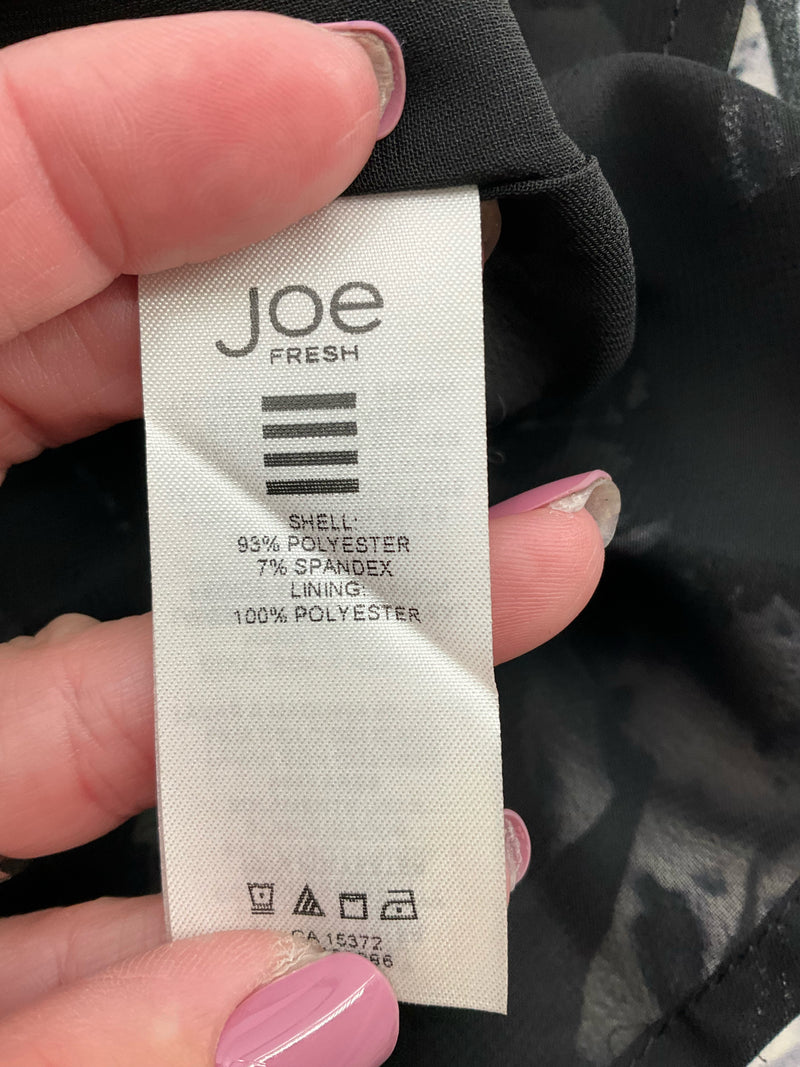 Joe
FRESH
SHELL:
93% POLYESTER
7% SPANDEX
LINING:
100% POLYESTER
CA 15372